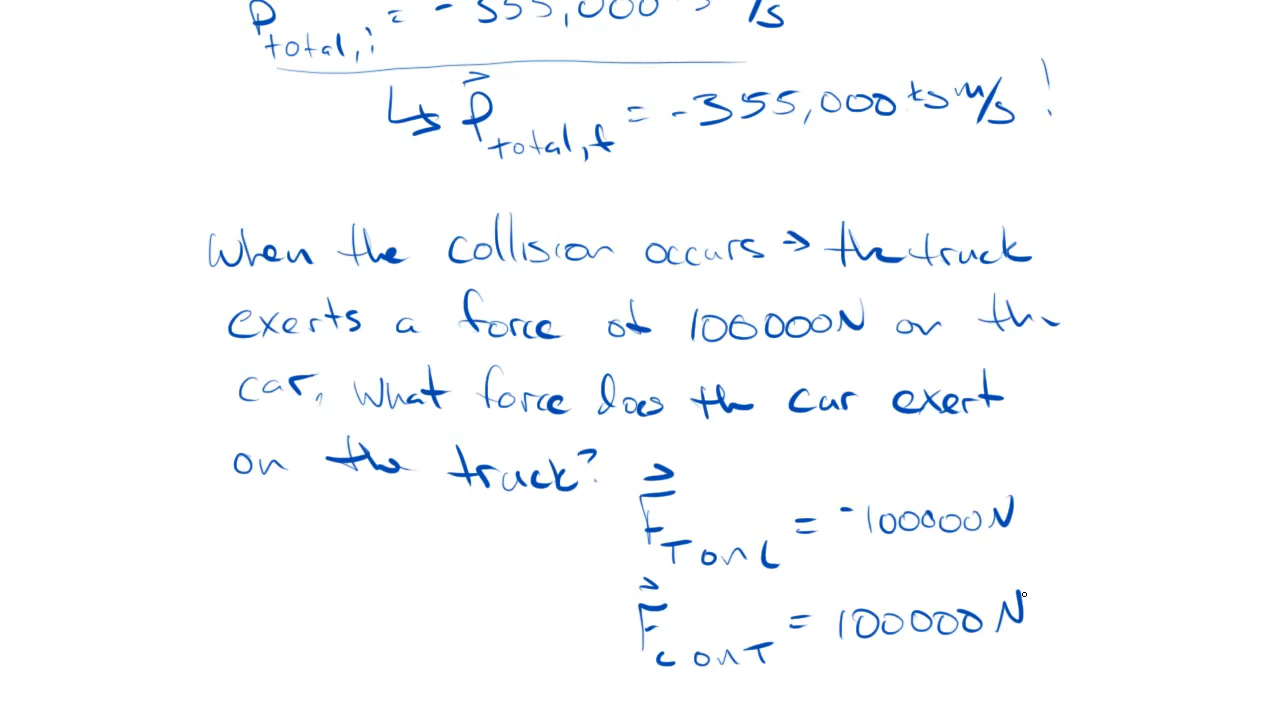 P total,i = -355,000 /s
↳ P⃗ total,f = -355,000 kg m/s !
When the collision occurs → the truck
exerts a force of 100000N on the
car. What force does the car exert
on the truck?
F⃗ T on C = -100000N
F⃗ C on T = 100000N